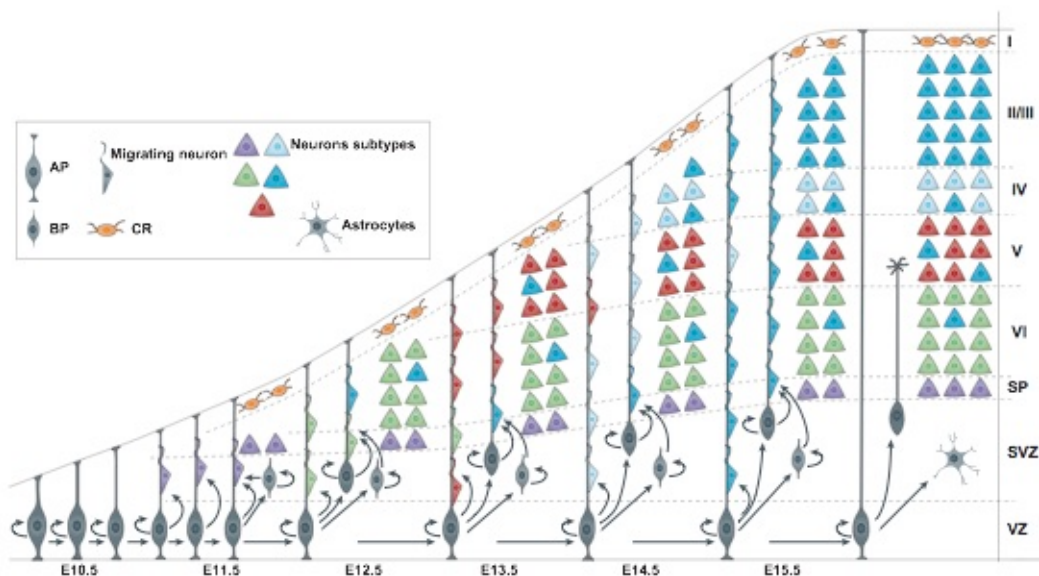 I
II/III
IV
V
VI
SP
SVZ
VZ
AP
Migrating neuron
Neurons subtypes
BP
CR
Astrocytes
E10.5
E11.5
E12.5
E13.5
E14.5
E15.5